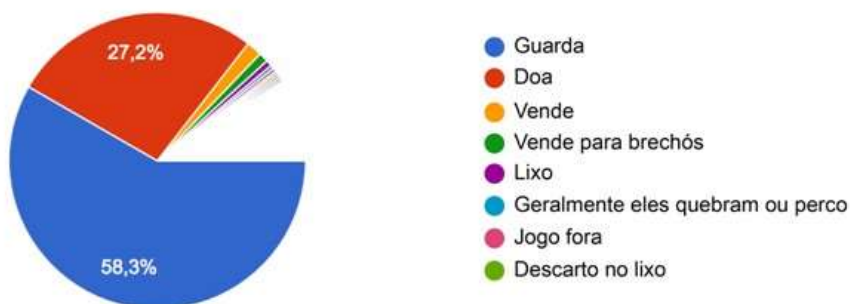 27,2%
58,3%
Guarda
Doa
Vende
Vende para brechós
Lixo
Geralmente eles quebram ou perco
Jogo fora
Descarto no lixo